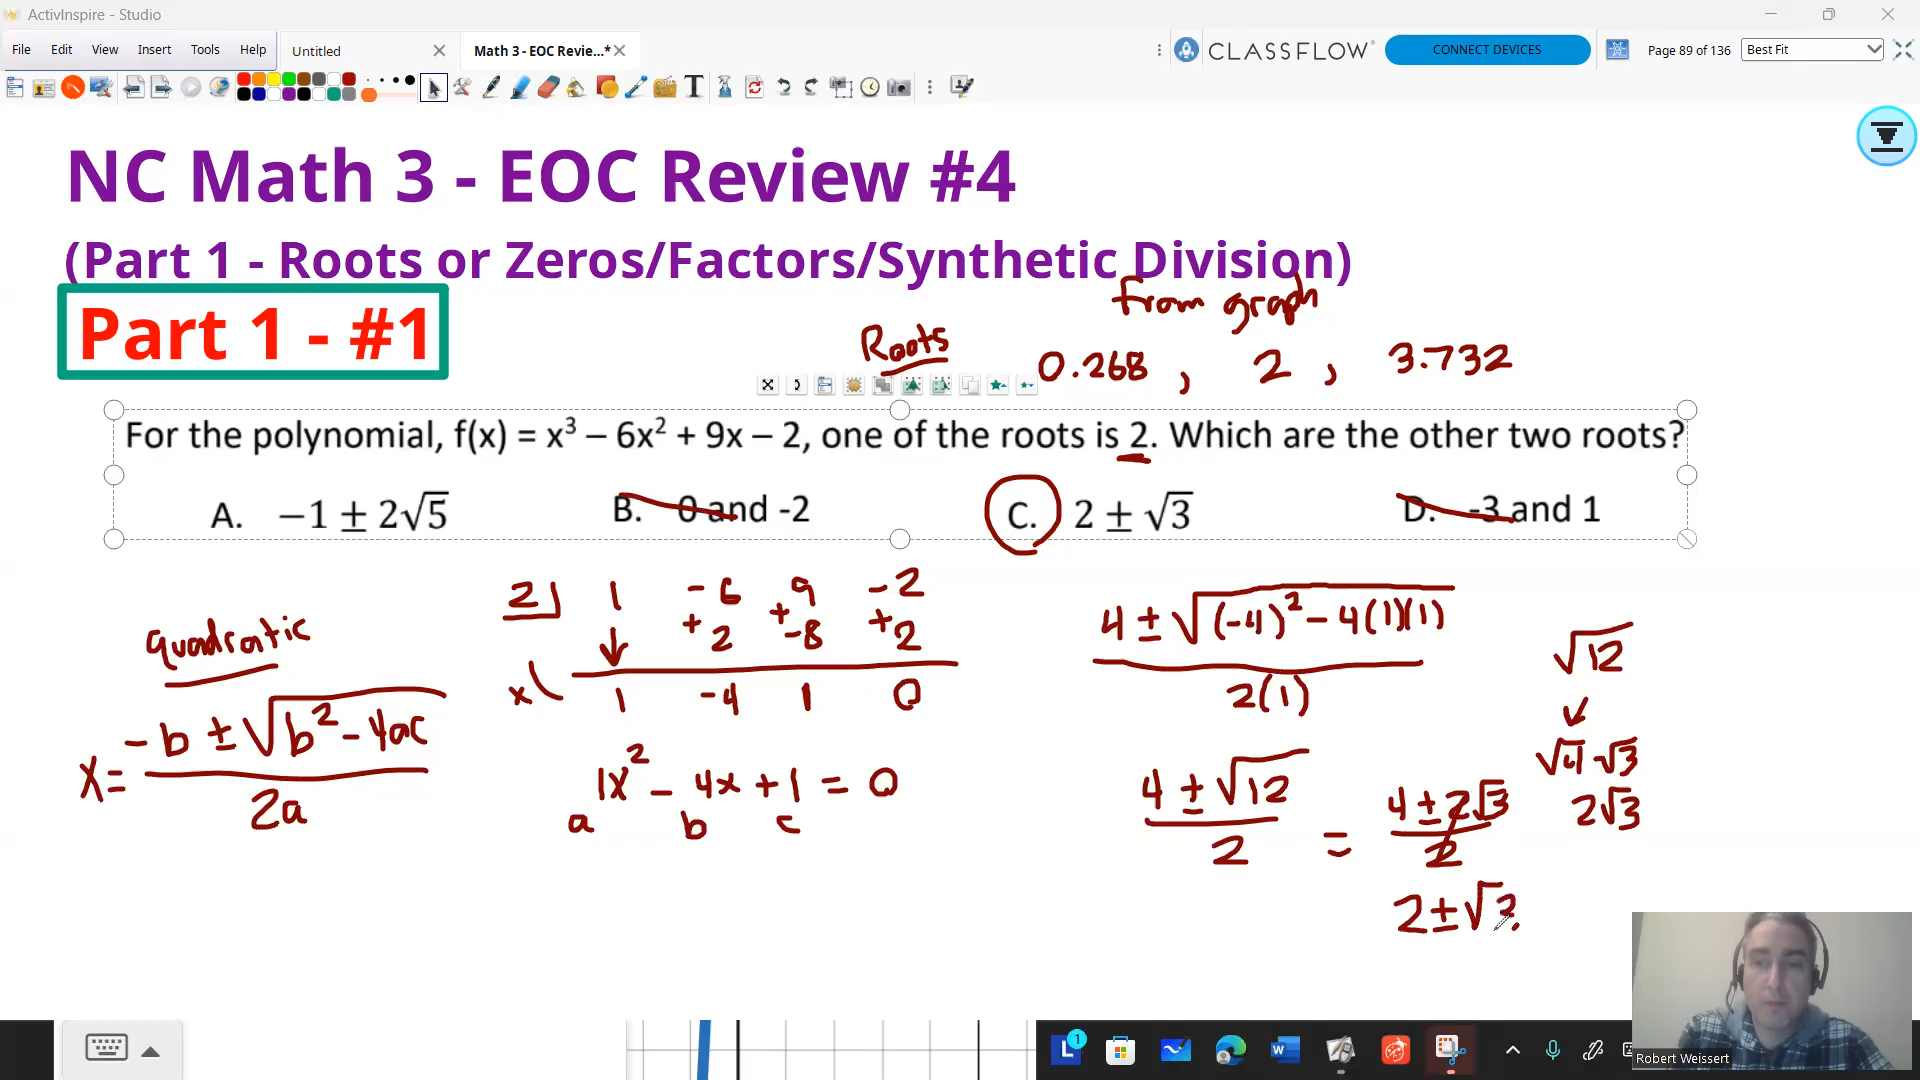 ActivInspire - Studio
File Edit View Insert Tools Help
Untitled
Math 3 - EOC Revie...*
CLASSFLOW
CONNECT DEVICES
Page 89 of 136
Best Fit
NC Math 3 - EOC Review #4
(Part 1 - Roots or Zeros/Factors/Synthetic Division)
Part 1 - #1
from graph
Roots 0.268 , 2 , 3.732
For the polynomial, f(x) = x³ – 6x² + 9x – 2, one of the roots is 2. Which are the other two roots?
A. −1 ± 2√5 B. 0 and -2 C. 2 ± √3 D. -3 and 1
quadratic
x = -b ± √b² - 4ac
2a
2 1 -6 9 -2
+2 + -8 +2
x 1 -4 1 0
1x² - 4x + 1 = 0
a b c
4 ± √(-4)² - 4(1)(1)
2(1)
4 ± √12
2
=
4 ± 2√3
2
2 ± √3
√12
√4 √3
2√3
Robert Weissert
1
L
W
T